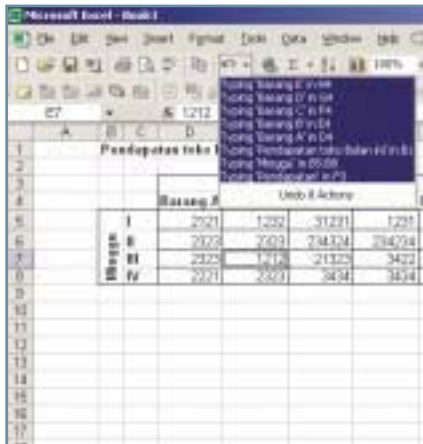 Microsoft Excel - Book1
File Edit View Insert Format Tools Data Window Help
100%
E7 1212
Typing 'Barang E' in H4
Typing 'Barang D' in G4
Typing 'Barang C' in F4
Typing 'Barang B' in E4
Typing 'Barang A' in D4
Typing 'Pendapatan toko Bulan ini' in B1
Typing 'Minggu' in B5:B8
Typing 'Pendapatan' in
Undo 8 Actions
A B C D
1 Pendapatan toko
2
3
4 Barang A
5 I 2121 1232 31231 1231
6 II 2323 2323 234324 234234
7 III 2323 1212 21323 3422
8 IV 2221 2323 3434 3434
Minggu
9
10
11
12
13
14
15
16
17